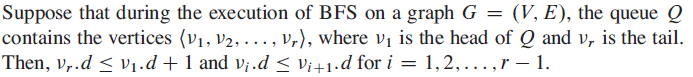 Suppose that during the execution of BFS on a graph G = (V, E), the queue Q
contains the vertices ⟨v₁, v₂, . . . , vᵣ⟩, where v₁ is the head of Q and vᵣ is the tail.
Then, vᵣ.d ≤ v₁.d + 1 and vᵢ.d ≤ vᵢ₊₁.d for i = 1, 2, . . . , r − 1.